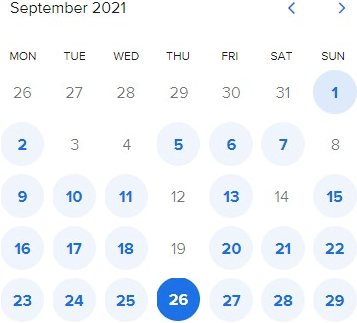 September 2021
MON TUE WED THU FRI SAT SUN
26 27 28 29 30 31 1
2 3 4 5 6 7 8
9 10 11 12 13 14 15
16 17 18 19 20 21 22
23 24 25 26 27 28 29